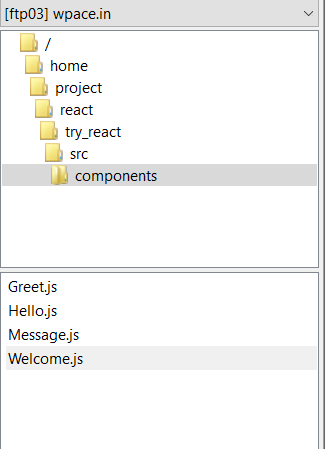 [ftp03] wpace.in
/
home
project
react
try_react
src
components
Greet.js
Hello.js
Message.js
Welcome.js